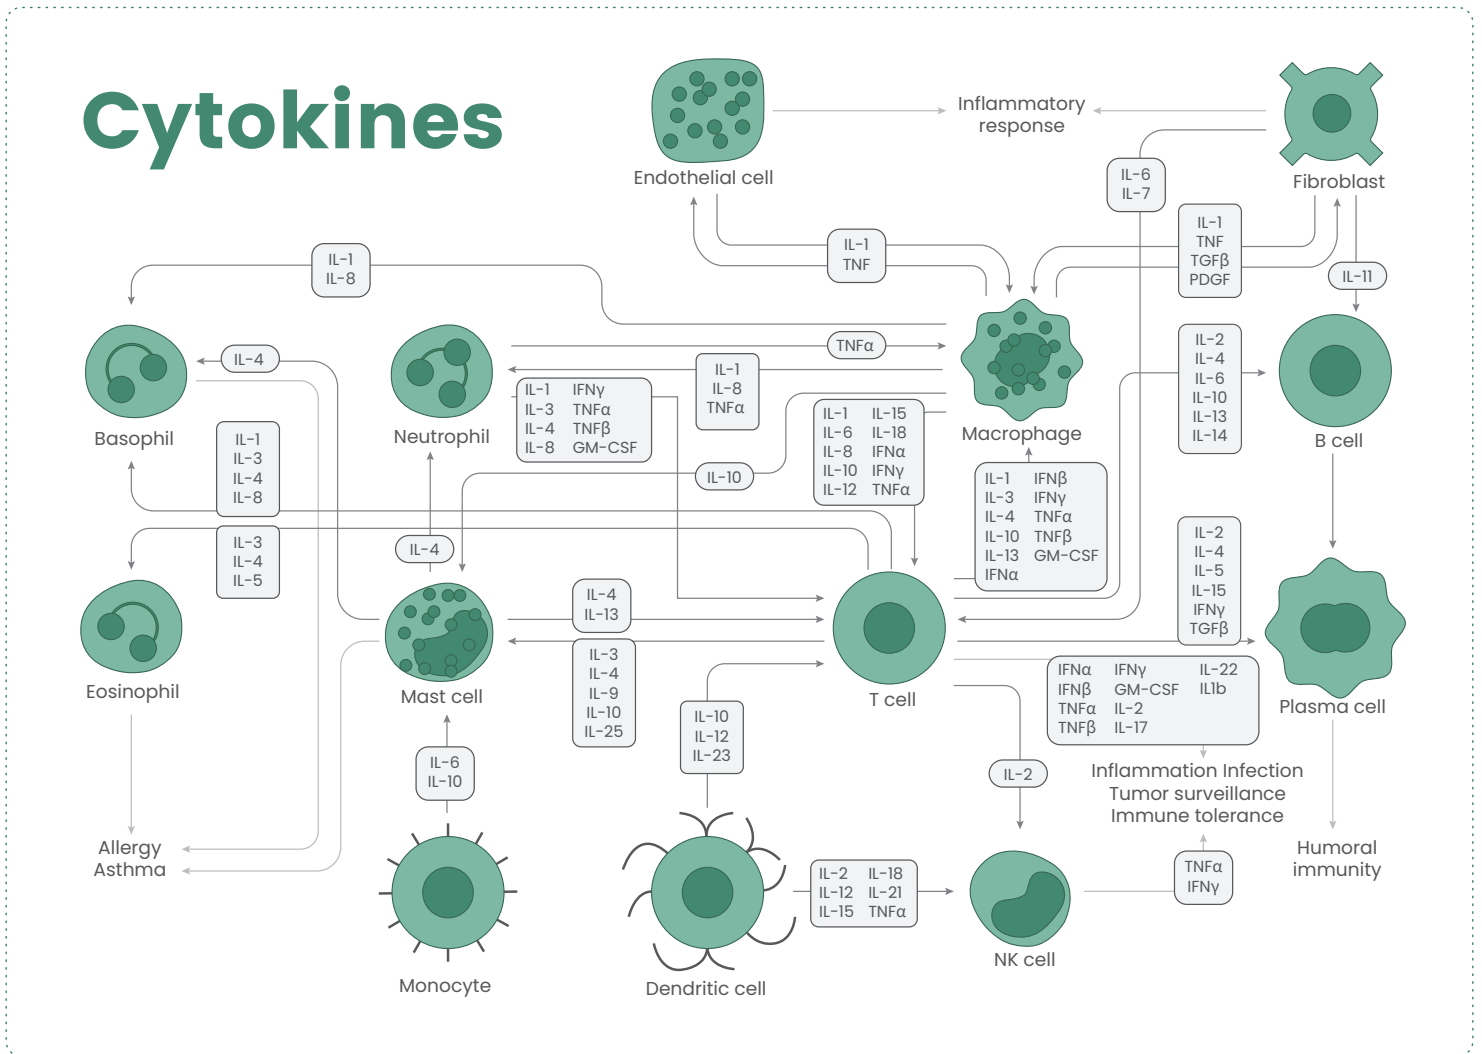 Cytokines
Endothelial cell
Inflammatory
response
Fibroblast
IL-6
IL-7
IL-1
TNF
TGFβ
PDGF
IL-1
TNF
IL-1
IL-8
IL-11
Basophil
IL-4
Neutrophil
TNFα
IL-1
IL-8
TNFα
Macrophage
IL-2
IL-4
IL-6
IL-10
IL-13
IL-14
B cell
IL-1 IFNγ
IL-3 TNFα
IL-4 TNFβ
IL-8 GM-CSF
IL-1 IL-15
IL-6 IL-18
IL-8 IFNα
IL-10 IFNγ
IL-12 TNFα
IL-1
IL-3
IL-4
IL-8
IL-10
IL-1 IFNβ
IL-3 IFNγ
IL-4 TNFα
IL-10 TNFβ
IL-13 GM-CSF
IFNα
IL-3
IL-4
IL-5
IL-4
IL-2
IL-4
IL-5
IL-15
IFNγ
TGFβ
Eosinophil
Mast cell
IL-4
IL-13
IL-3
IL-4
IL-9
IL-10
IL-25
T cell
IFNα IFNγ IL-22
IFNβ GM-CSF IL1b
TNFα IL-2
TNFβ IL-17
Plasma cell
IL-10
IL-12
IL-23
IL-6
IL-10
IL-2
Inflammation Infection
Tumor surveillance
Immune tolerance
Allergy
Asthma
Humoral
immunity
Monocyte
Dendritic cell
IL-2 IL-18
IL-12 IL-21
IL-15 TNFα
NK cell
TNFα
IFNγ